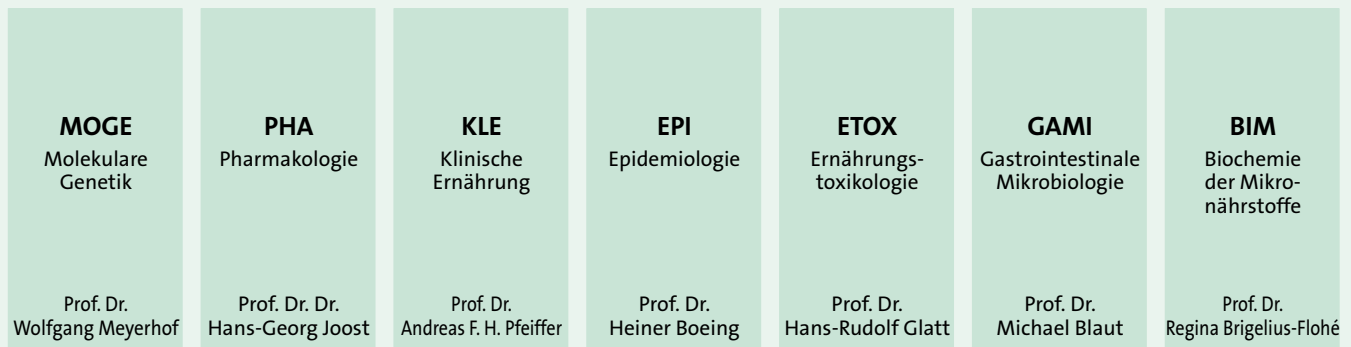 MOGE
Molekulare
Genetik
Prof. Dr.
Wolfgang Meyerhof
PHA
Pharmakologie
Prof. Dr. Dr.
Hans-Georg Joost
KLE
Klinische
Ernährung
Prof. Dr.
Andreas F. H. Pfeiffer
EPI
Epidemiologie
Prof. Dr.
Heiner Boeing
ETOX
Ernährungs-
toxikologie
Prof. Dr.
Hans-Rudolf Glatt
GAMI
Gastrointestinale
Mikrobiologie
Prof. Dr.
Michael Blaut
BIM
Biochemie
der Mikro-
nährstoffe
Prof. Dr.
Regina Brigelius-Flohé